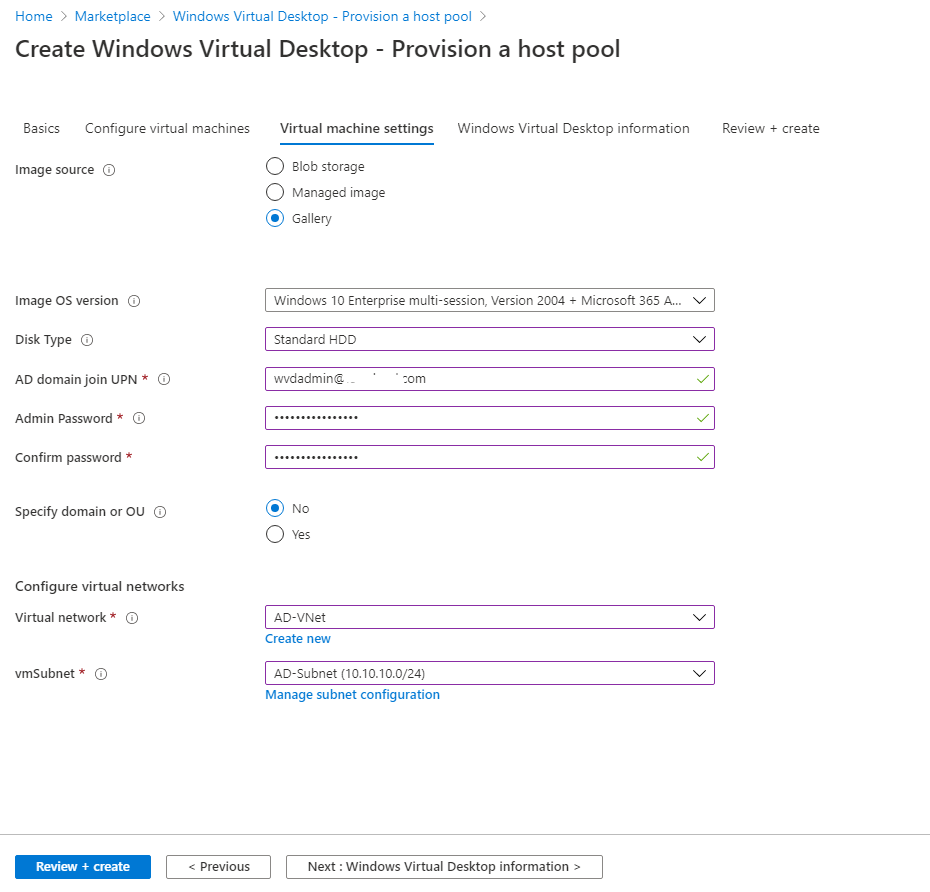 Home > Marketplace > Windows Virtual Desktop - Provision a host pool >
Create Windows Virtual Desktop - Provision a host pool
Basics Configure virtual machines Virtual machine settings Windows Virtual Desktop information Review + create
Image source
Blob storage
Managed image
Gallery
Image OS version Windows 10 Enterprise multi-session, Version 2004 + Microsoft 365 A...
Disk Type Standard HDD
AD domain join UPN * wvdadmin@ .com
Admin Password * ••••••••••••••••
Confirm password * ••••••••••••••••
Specify domain or OU
No
Yes
Configure virtual networks
Virtual network * AD-VNet
Create new
vmSubnet * AD-Subnet (10.10.10.0/24)
Manage subnet configuration
Review + create < Previous Next : Windows Virtual Desktop information >